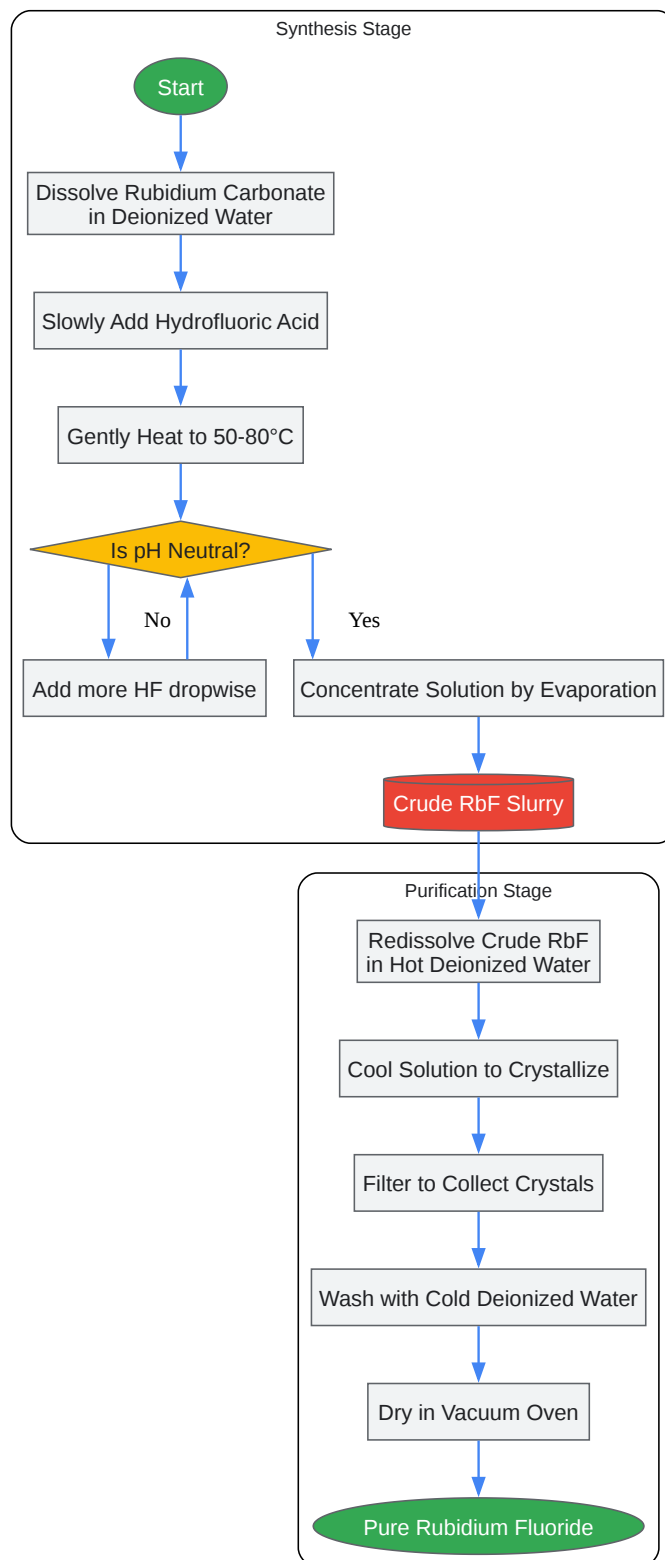 Synthesis Stage
Start
Dissolve Rubidium Carbonate
in Deionized Water
Slowly Add Hydrofluoric Acid
Gently Heat to 50-80°C
Is pH Neutral?
No
Yes
Add more HF dropwise
Concentrate Solution by Evaporation
Crude RbF Slurry
Purification Stage
Redissolve Crude RbF
in Hot Deionized Water
Cool Solution to Crystallize
Filter to Collect Crystals
Wash with Cold Deionized Water
Dry in Vacuum Oven
Pure Rubidium Fluoride